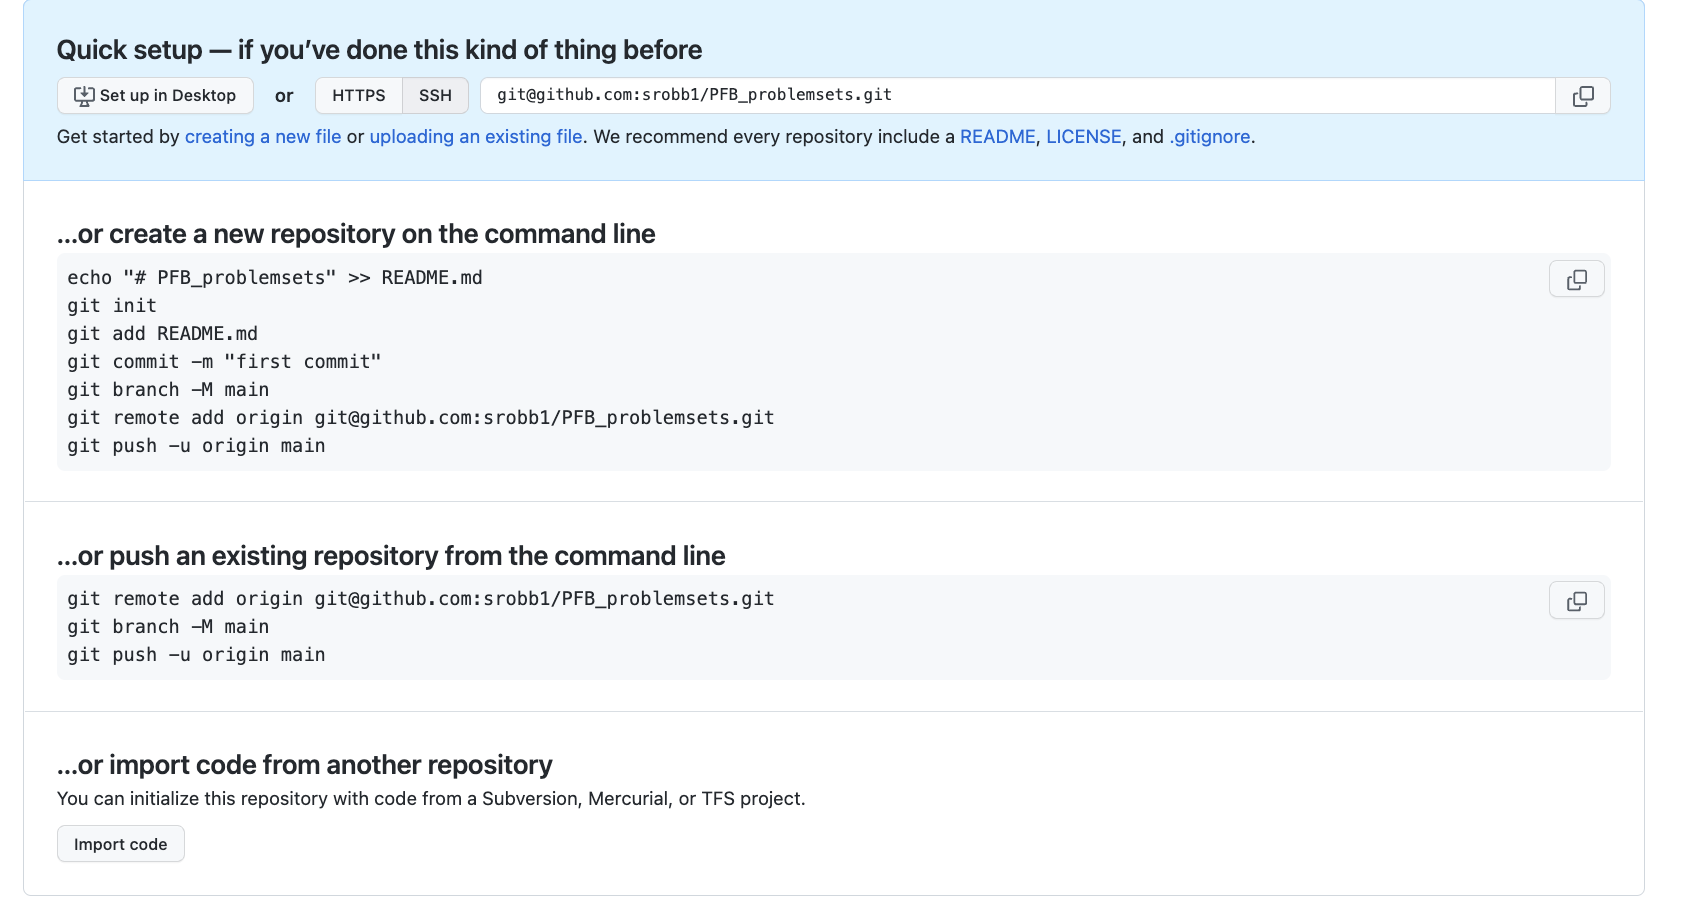 Quick setup — if you’ve done this kind of thing before
Set up in Desktop or HTTPS SSH git@github.com:srobb1/PFB_problemsets.git
Get started by creating a new file or uploading an existing file. We recommend every repository include a README, LICENSE, and .gitignore.
…or create a new repository on the command line
echo "# PFB_problemsets" >> README.md
git init
git add README.md
git commit -m "first commit"
git branch -M main
git remote add origin git@github.com:srobb1/PFB_problemsets.git
git push -u origin main
…or push an existing repository from the command line
git remote add origin git@github.com:srobb1/PFB_problemsets.git
git branch -M main
git push -u origin main
…or import code from another repository
You can initialize this repository with code from a Subversion, Mercurial, or TFS project.
Import code